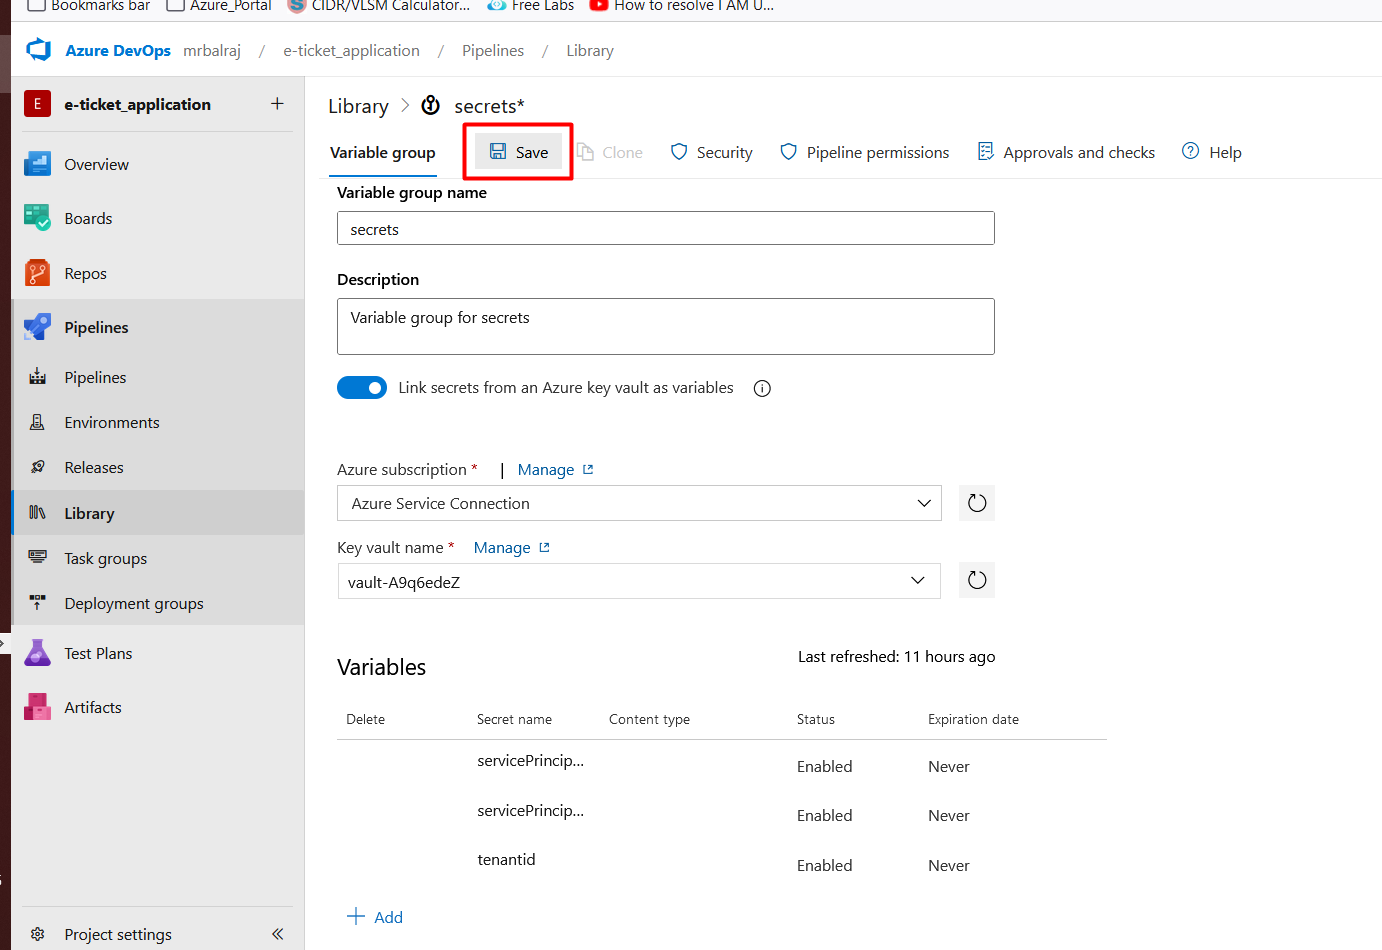 Bookmarks bar Azure_Portal CIDR/VLSM Calculator... Free Labs How to resolve I AM U...
Azure DevOps mrbalraj / e-ticket_application / Pipelines / Library
E e-ticket_application +
Overview
Boards
Repos
Pipelines
Pipelines
Environments
Releases
Library
Task groups
Deployment groups
Test Plans
Artifacts
Project settings
Library > secrets*
Variable group Save Clone Security Pipeline permissions Approvals and checks Help
Variable group name
secrets
Description
Variable group for secrets
Link secrets from an Azure key vault as variables
Azure subscription * | Manage
Azure Service Connection
Key vault name * Manage
vault-A9q6edeZ
Variables
Last refreshed: 11 hours ago
Delete Secret name Content type Status Expiration date
servicePrincip... Enabled Never
servicePrincip... Enabled Never
tenantid Enabled Never
+ Add